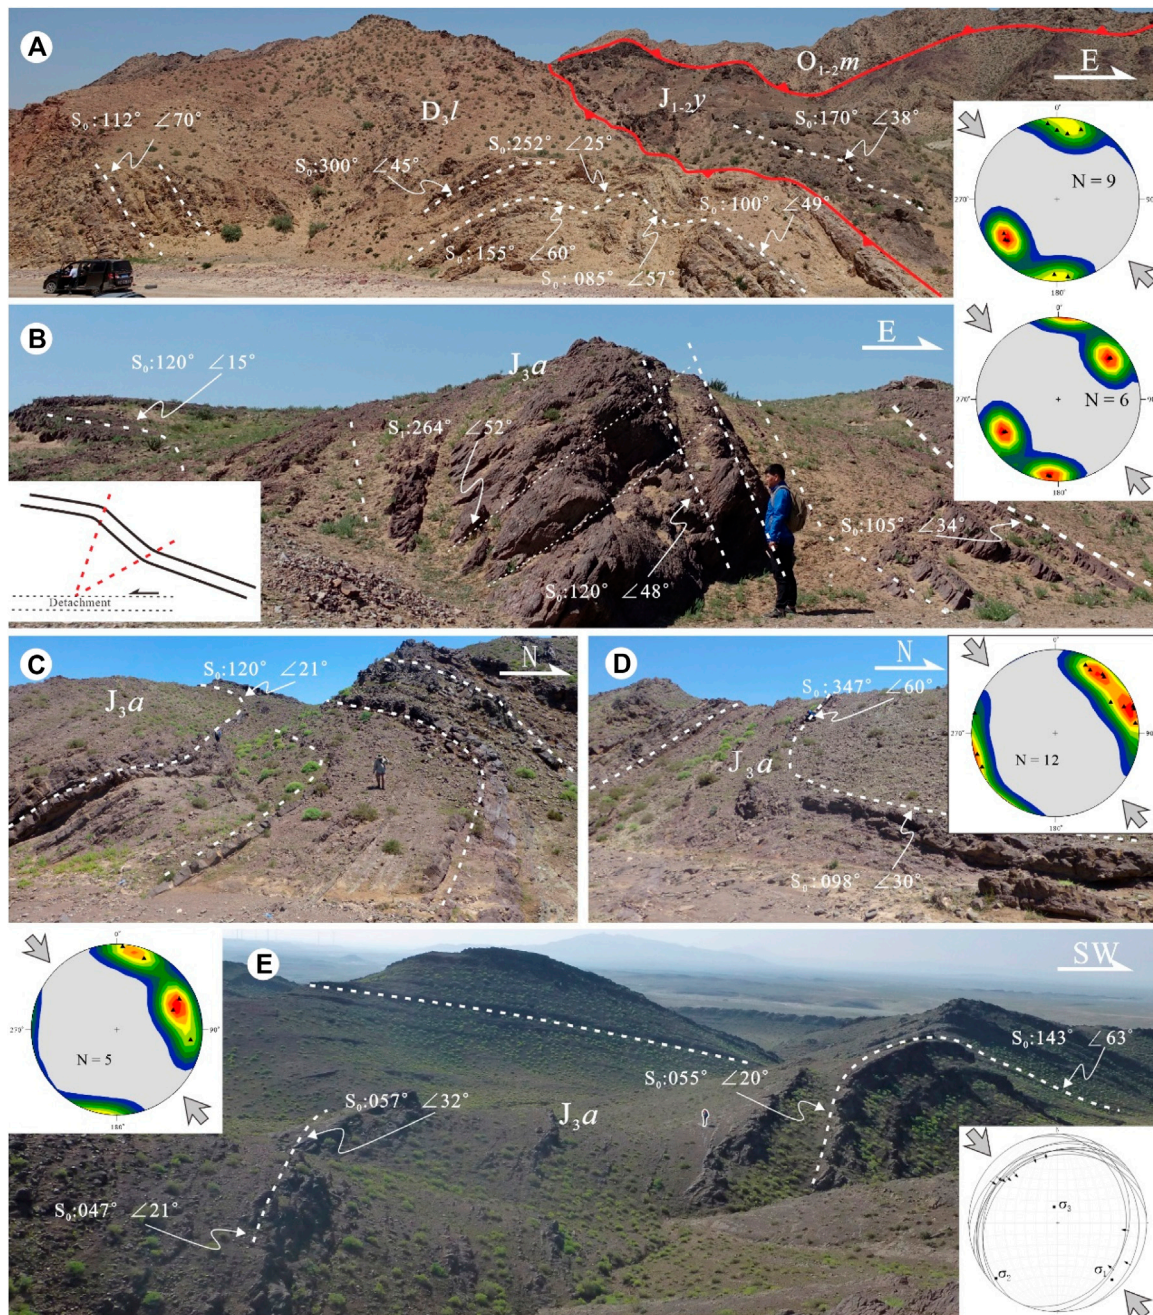 A
E
O₁₋₂m
J₁₋₂y
D₃l
S₀:112° ∠70°
S₀:170° ∠38°
S₀:252° ∠25°
S₀:300° ∠45°
S₀:100° ∠49°
S₀:155° ∠60°
S₀:085° ∠57°
0°
N = 9
270°
90°
180°
B
E
J₃a
S₀:120° ∠15°
S₁:264° ∠52°
S₀:105° ∠34°
S₀:120° ∠48°
Detachment
0°
270°
90°
N = 6
180°
C
N
S₀:120° ∠21°
J₃a
D
N
S₀:347° ∠60°
J₃a
S₀:098° ∠30°
0°
270°
90°
N = 12
180°
E
SW
0°
270°
90°
N = 5
180°
S₀:143° ∠63°
S₀:055° ∠20°
S₀:057° ∠32°
J₃a
S₀:047° ∠21°
σ₃
σ₂
σ₁